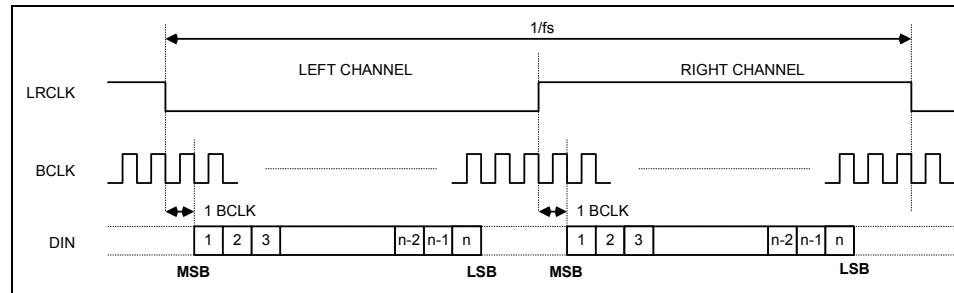 1/fs
LEFT CHANNEL RIGHT CHANNEL
LRCLK
BCLK
1 BCLK 1 BCLK
DIN 1 2 3 n-2 n-1 n 1 2 3 n-2 n-1 n
MSB LSB MSB LSB